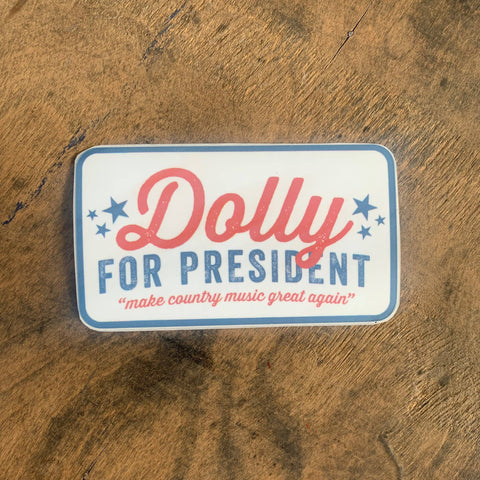 Dolly
FOR PRESIDENT
“make country music great again”